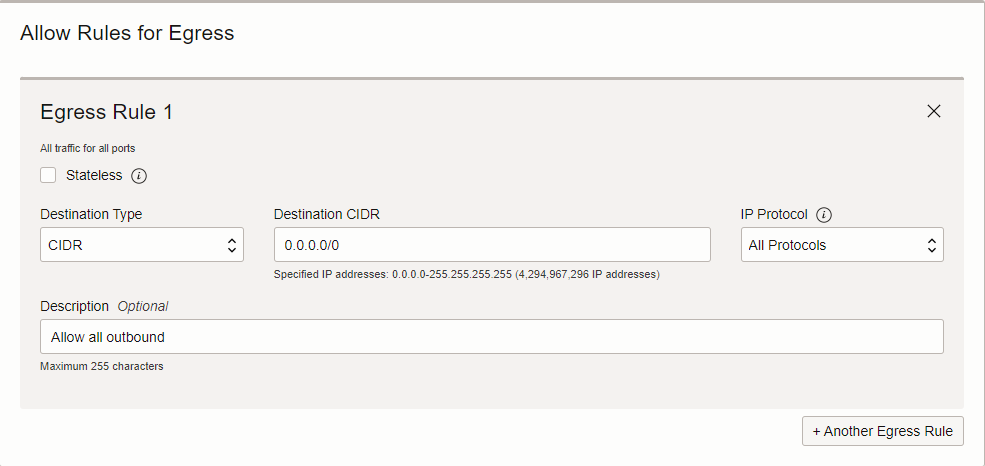 Allow Rules for Egress
Egress Rule 1
All traffic for all ports
Stateless
Destination Type
Destination CIDR
IP Protocol
CIDR
0.0.0.0/0
All Protocols
Specified IP addresses: 0.0.0.0-255.255.255.255 (4,294,967,296 IP addresses)
Description Optional
Allow all outbound
Maximum 255 characters
+ Another Egress Rule